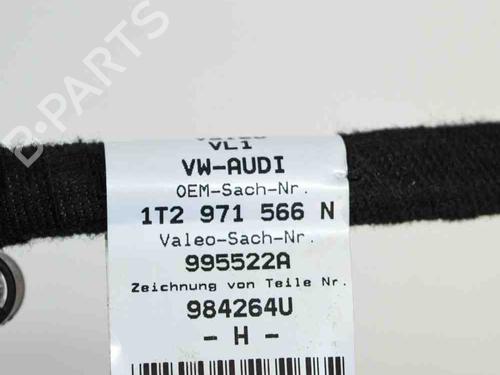 B-PARTS
VL1
VW-AUDI
OEM-Sach-Nr.
1T2 971 566 N
Valeo-Sach-Nr.
995522A
Zeichnung von Teile Nr.
984264U
- H -